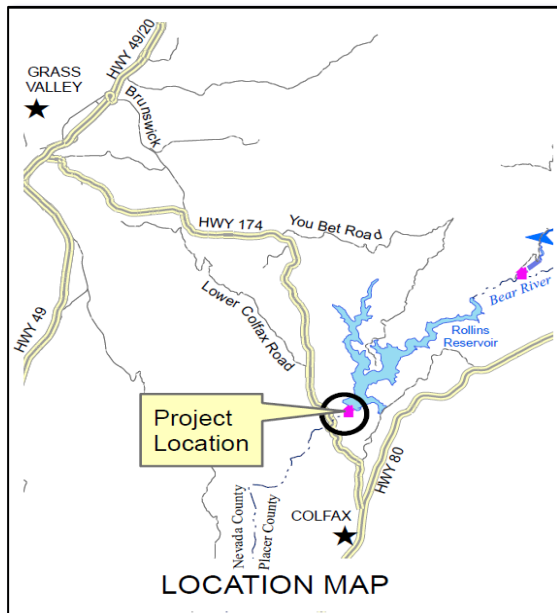 HWY 49/20
GRASS
VALLEY
Brunswick
HWY 174
You Bet Road
Lower Colfax Road
Bear River
Rollins
Reservoir
HWY 49
Project
Location
HWY 80
Nevada County
Placer County
COLFAX
LOCATION MAP